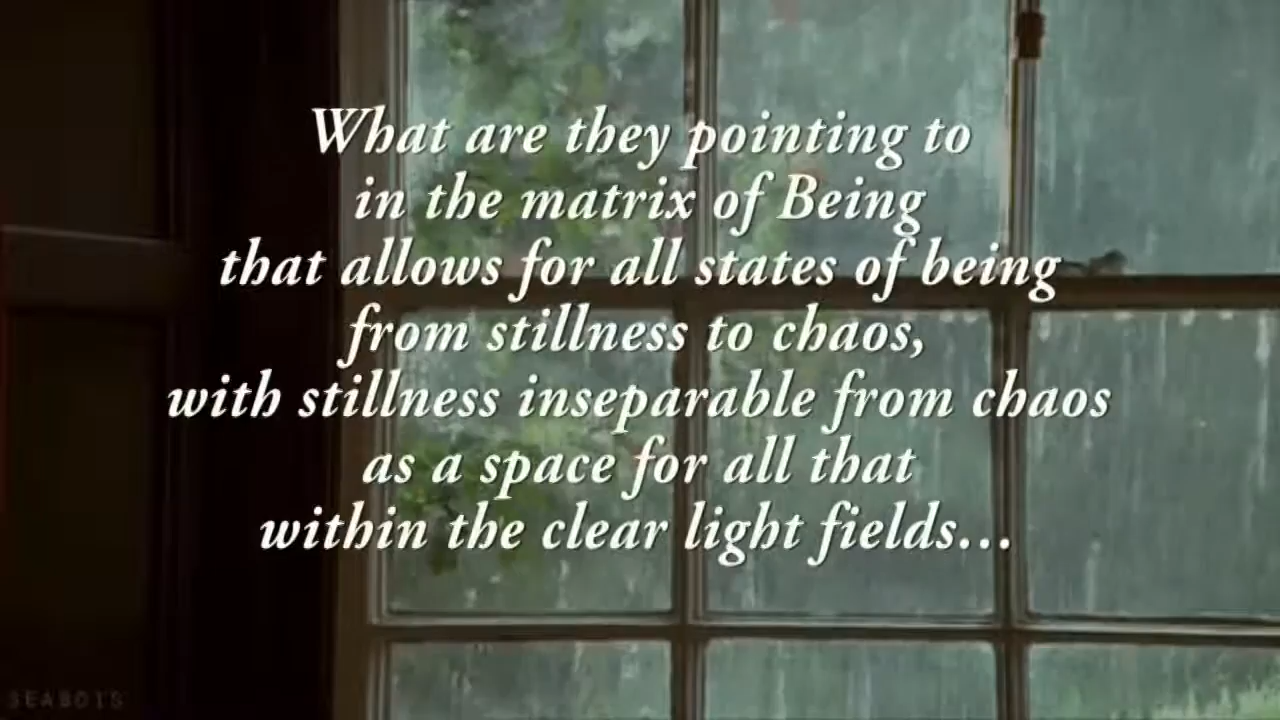 What are they pointing to
in the matrix of Being
that allows for all states of being
from stillness to chaos,
with stillness inseparable from chaos
as a space for all that
within the clear light fields...
SEABOIS